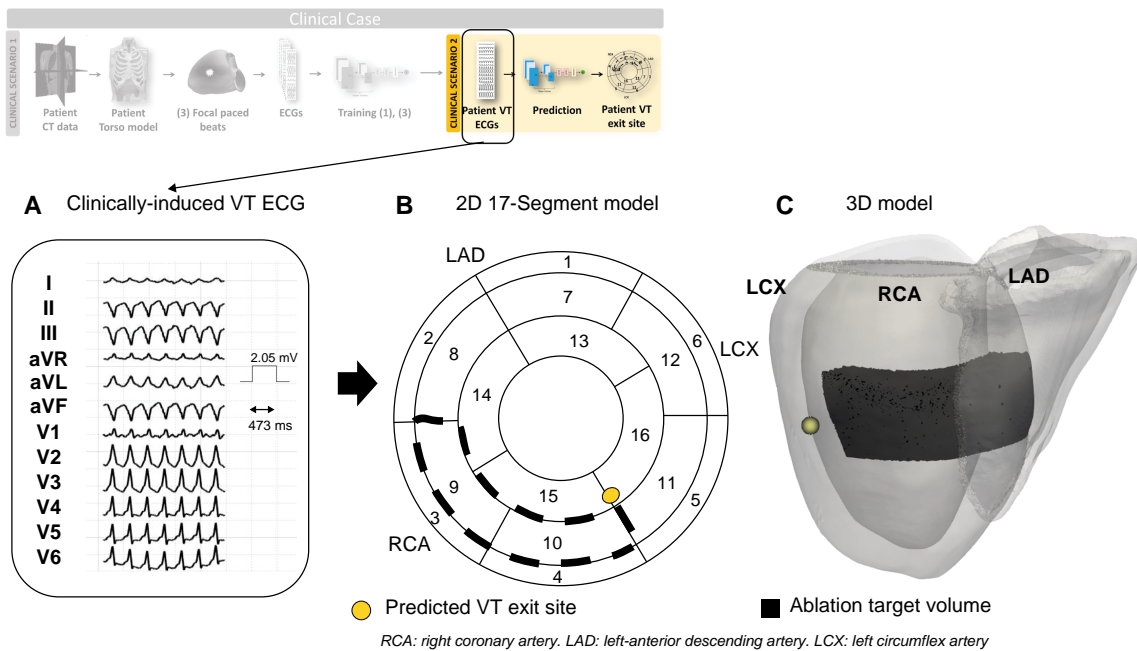 Clinical Case
CLINICAL SCENARIO 1
Patient
CT data
Patient
Torso model
(3) Focal paced
beats
ECGs
Training (1), (3)
CLINICAL SCENARIO 2
Patient VT
ECGs
Prediction
Patient VT
exit site
A Clinically-induced VT ECG
B 2D 17-Segment model
C 3D model
I
II
III
aVR
aVL
aVF
V1
V2
V3
V4
V5
V6
2.05 mV
473 ms
LAD
LCX
RCA
1
7
13
2
8
14
6
12
16
9
3
15
10
4
11
5
LCX
RCA
LAD
Predicted VT exit site
Ablation target volume
RCA: right coronary artery. LAD: left-anterior descending artery. LCX: left circumflex artery